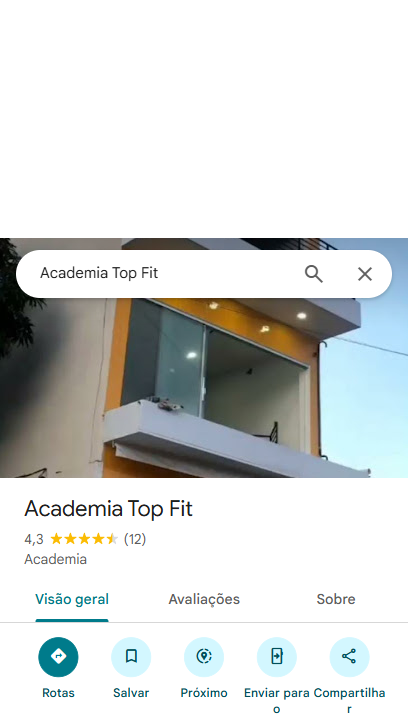 Academia Top Fit
Academia Top Fit
4,3 (12)
Academia
Visão geral Avaliações Sobre
Rotas Salvar Próximo Enviar para Compartilha
o r